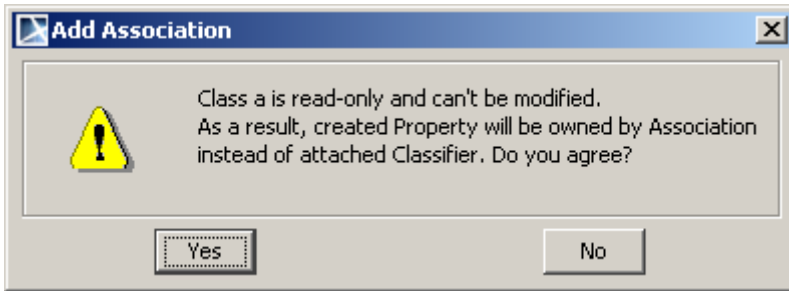 Add Association
Class a is read-only and can't be modified.
As a result, created Property will be owned by Association
instead of attached Classifier. Do you agree?
Yes
No